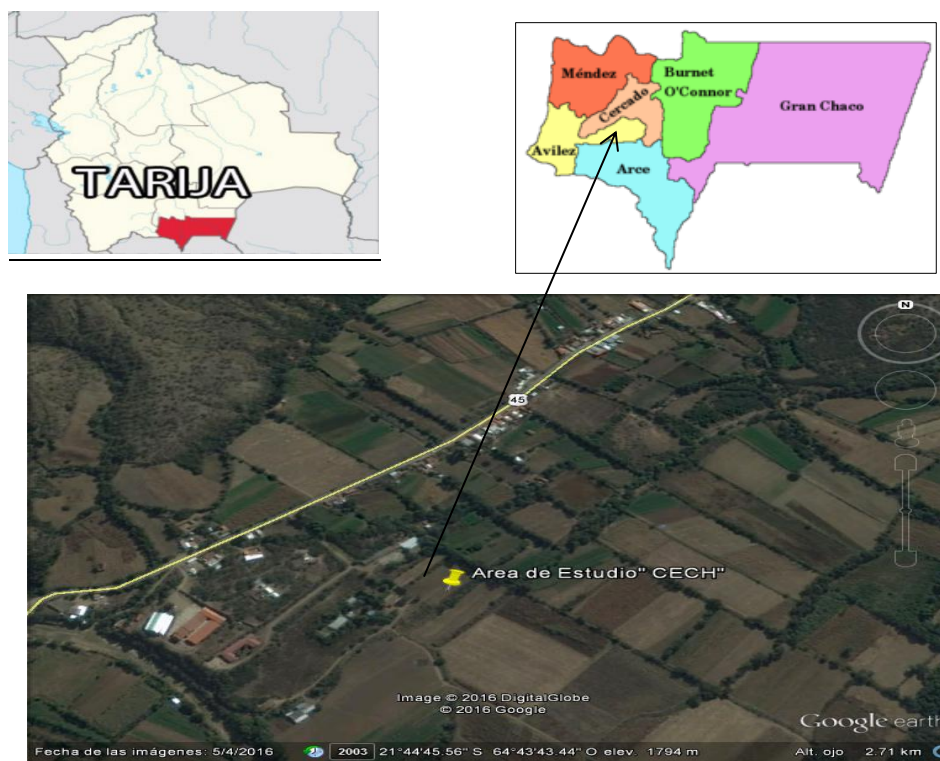 TARIJA
Méndez
Burnet
O'Connor
Cercado
Gran Chaco
Avilez
Arce
N
45
Area de Estudio" CECH"
Image © 2016 DigitalGlobe
© 2016 Google
Google earth
Fecha de las imágenes: 5/4/2016 2003 21°44'45.56" S 64°43'43.44" O elev. 1794 m Alt. ojo 2.71 km